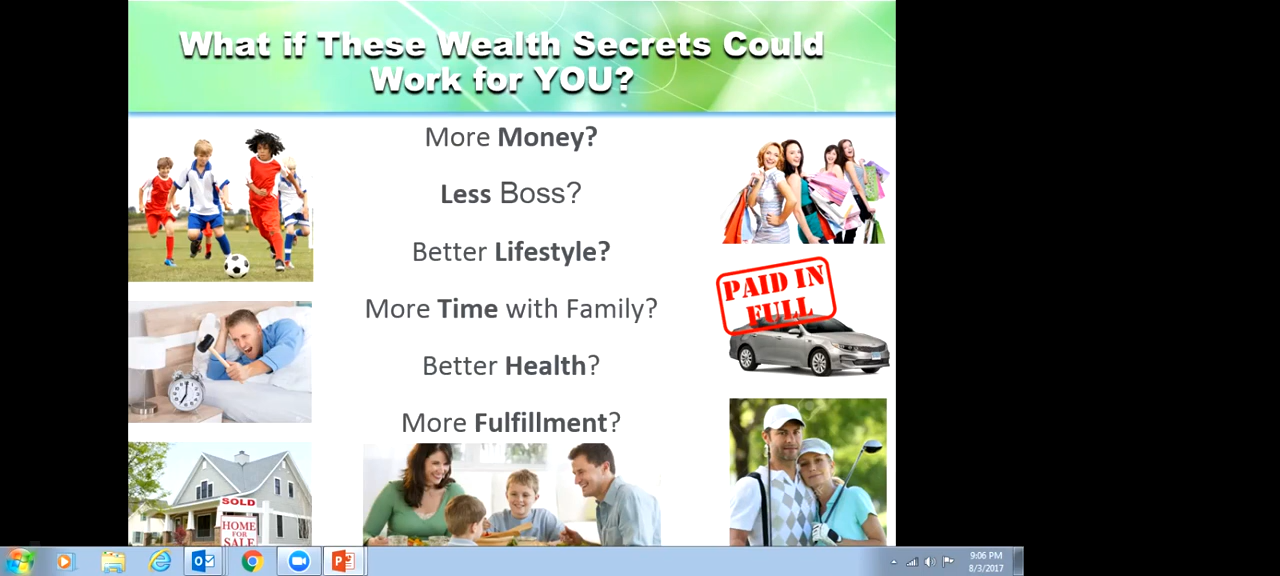 What if These Wealth Secrets Could
Work for YOU?
More Money?
Less Boss?
Better Lifestyle?
More Time with Family?
Better Health?
More Fulfillment?
PAID IN
FULL
SOLD
HOME
FOR
SALE
9:06 PM
8/3/2017